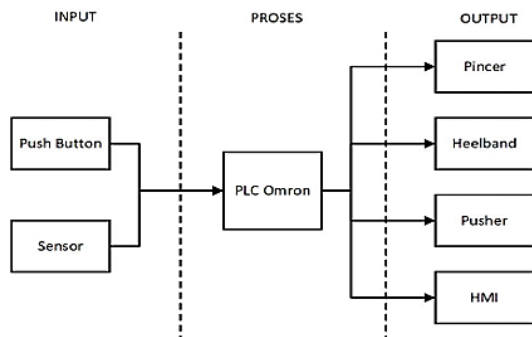 INPUT
PROSES
OUTPUT
Push Button
Sensor
PLC Omron
Pincer
Heelband
Pusher
HMI